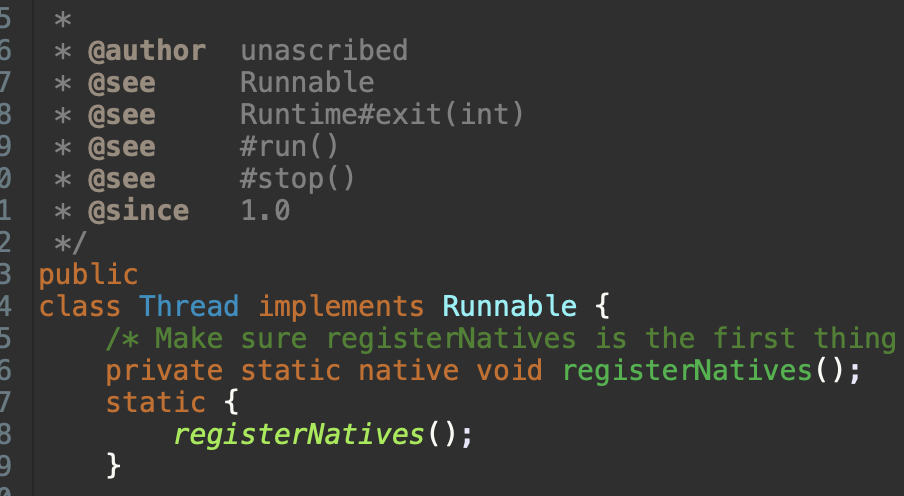 5 *
6 * @author unascribed
7 * @see Runnable
8 * @see Runtime#exit(int)
9 * @see #run()
0 * @see #stop()
1 * @since 1.0
2 */
3 public
4 class Thread implements Runnable {
5 /* Make sure registerNatives is the first thing
6 private static native void registerNatives();
7 static {
8 registerNatives();
9 }